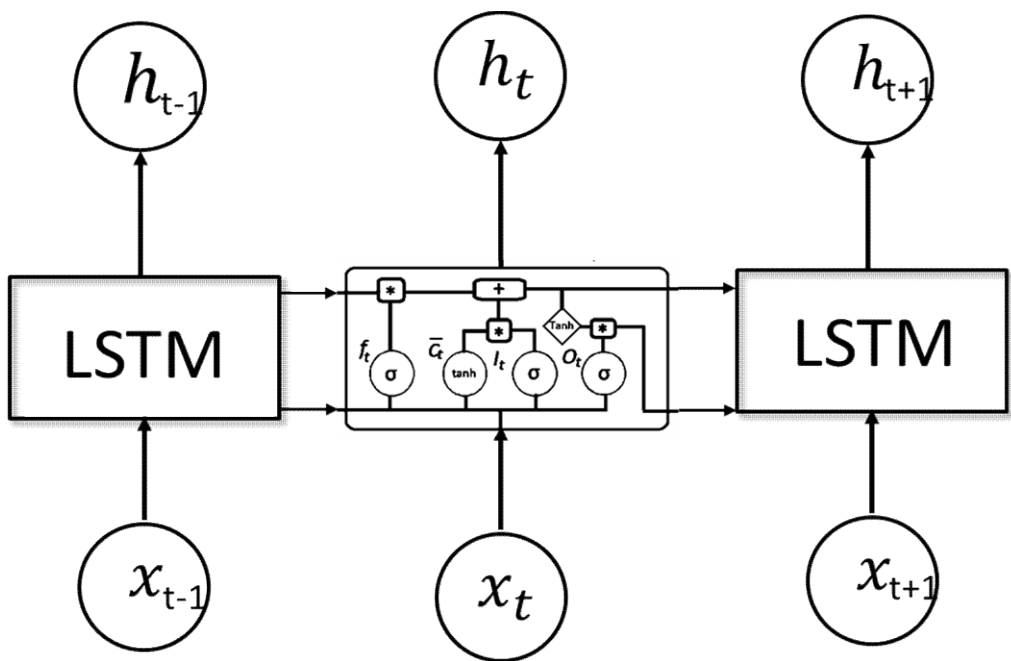 h_{t-1} h_t h_{t+1}
LSTM LSTM
* +
Tanh *
* f_t c̄_t I_t O_t
σ tanh σ σ
x_{t-1} x_t x_{t+1}